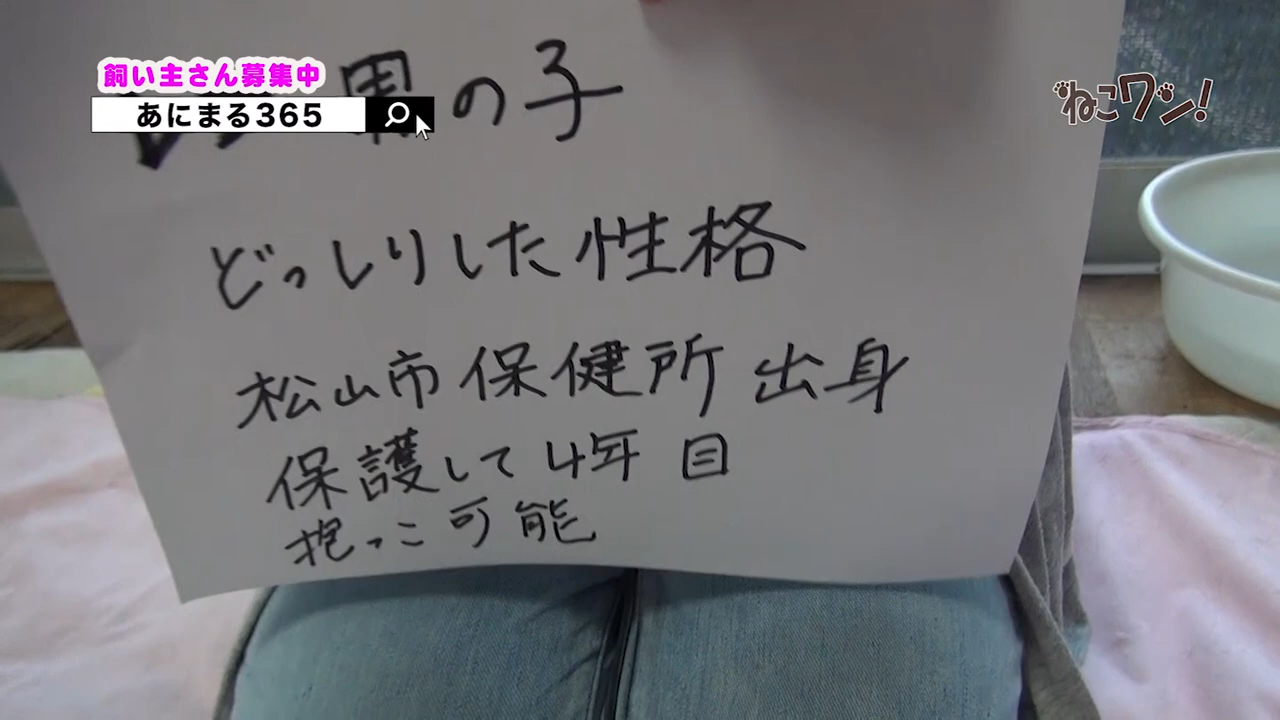 飼い主さん募集中
あにまる365
ねこワン!
男の子
どっしりした性格
松山市保健所 出身
保護して4年目
抱っこ可能